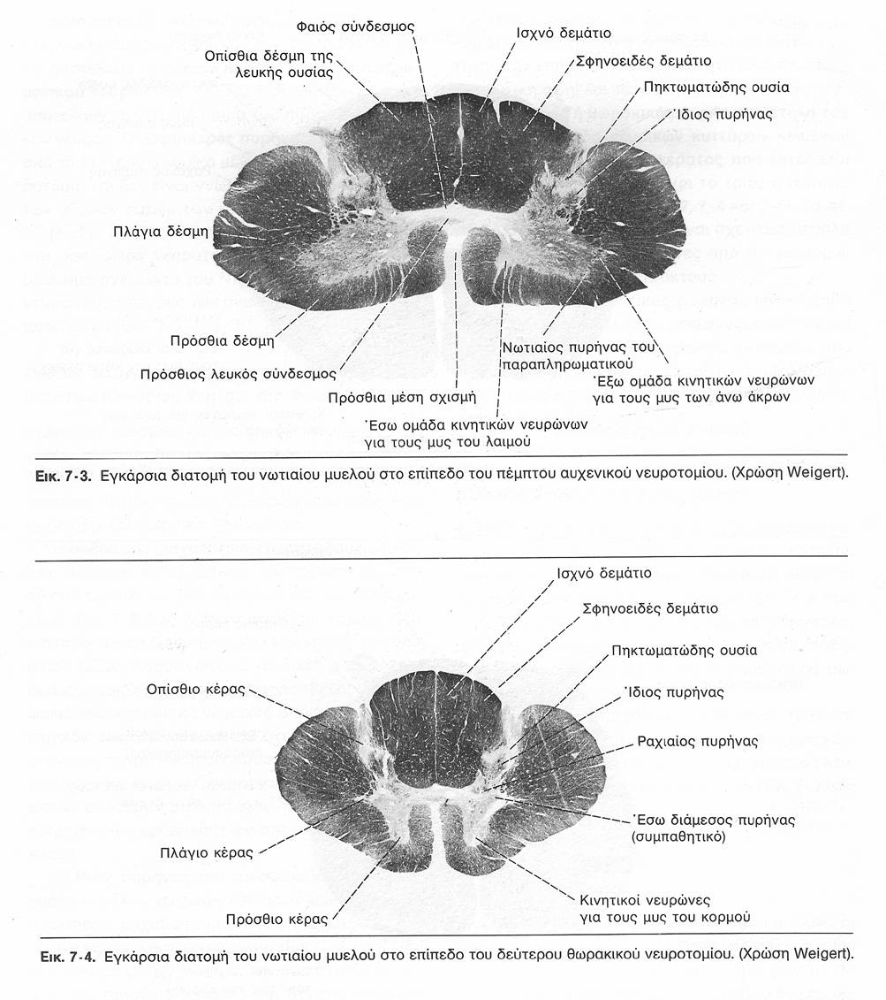 Φαιός σύνδεσμος
Ισχνό δεμάτιο
Οπίσθια δέσμη της
λευκής ουσίας
Σφηνοειδές δεμάτιο
Πηκτωματώδης ουσία
Ίδιος πυρήνας
Πλάγια δέσμη
Πρόσθια δέσμη
Πρόσθιος λευκός σύνδεσμος
Πρόσθια μέση σχισμή
Έσω ομάδα κινητικών νευρώνων
για τους μυς του λαιμού
Νωτιαίος πυρήνας του
παραπληρωματικού
Έξω ομάδα κινητικών νευρώνων
για τους μυς των άνω άκρων
Εικ. 7-3. Εγκάρσια διατομή του νωτιαίου μυελού στο επίπεδο του πέμπτου αυχενικού νευροτομίου. (Χρώση Weigert).
Ισχνό δεμάτιο
Σφηνοειδές δεμάτιο
Πηκτωματώδης ουσία
Οπίσθιο κέρας
Ίδιος πυρήνας
Ραχιαίος πυρήνας
Έσω διάμεσος πυρήνας
(συμπαθητικό)
Πλάγιο κέρας
Κινητικοί νευρώνες
για τους μυς του κορμού
Πρόσθιο κέρας
Εικ. 7-4. Εγκάρσια διατομή του νωτιαίου μυελού στο επίπεδο του δεύτερου θωρακικού νευροτομίου. (Χρώση Weigert).